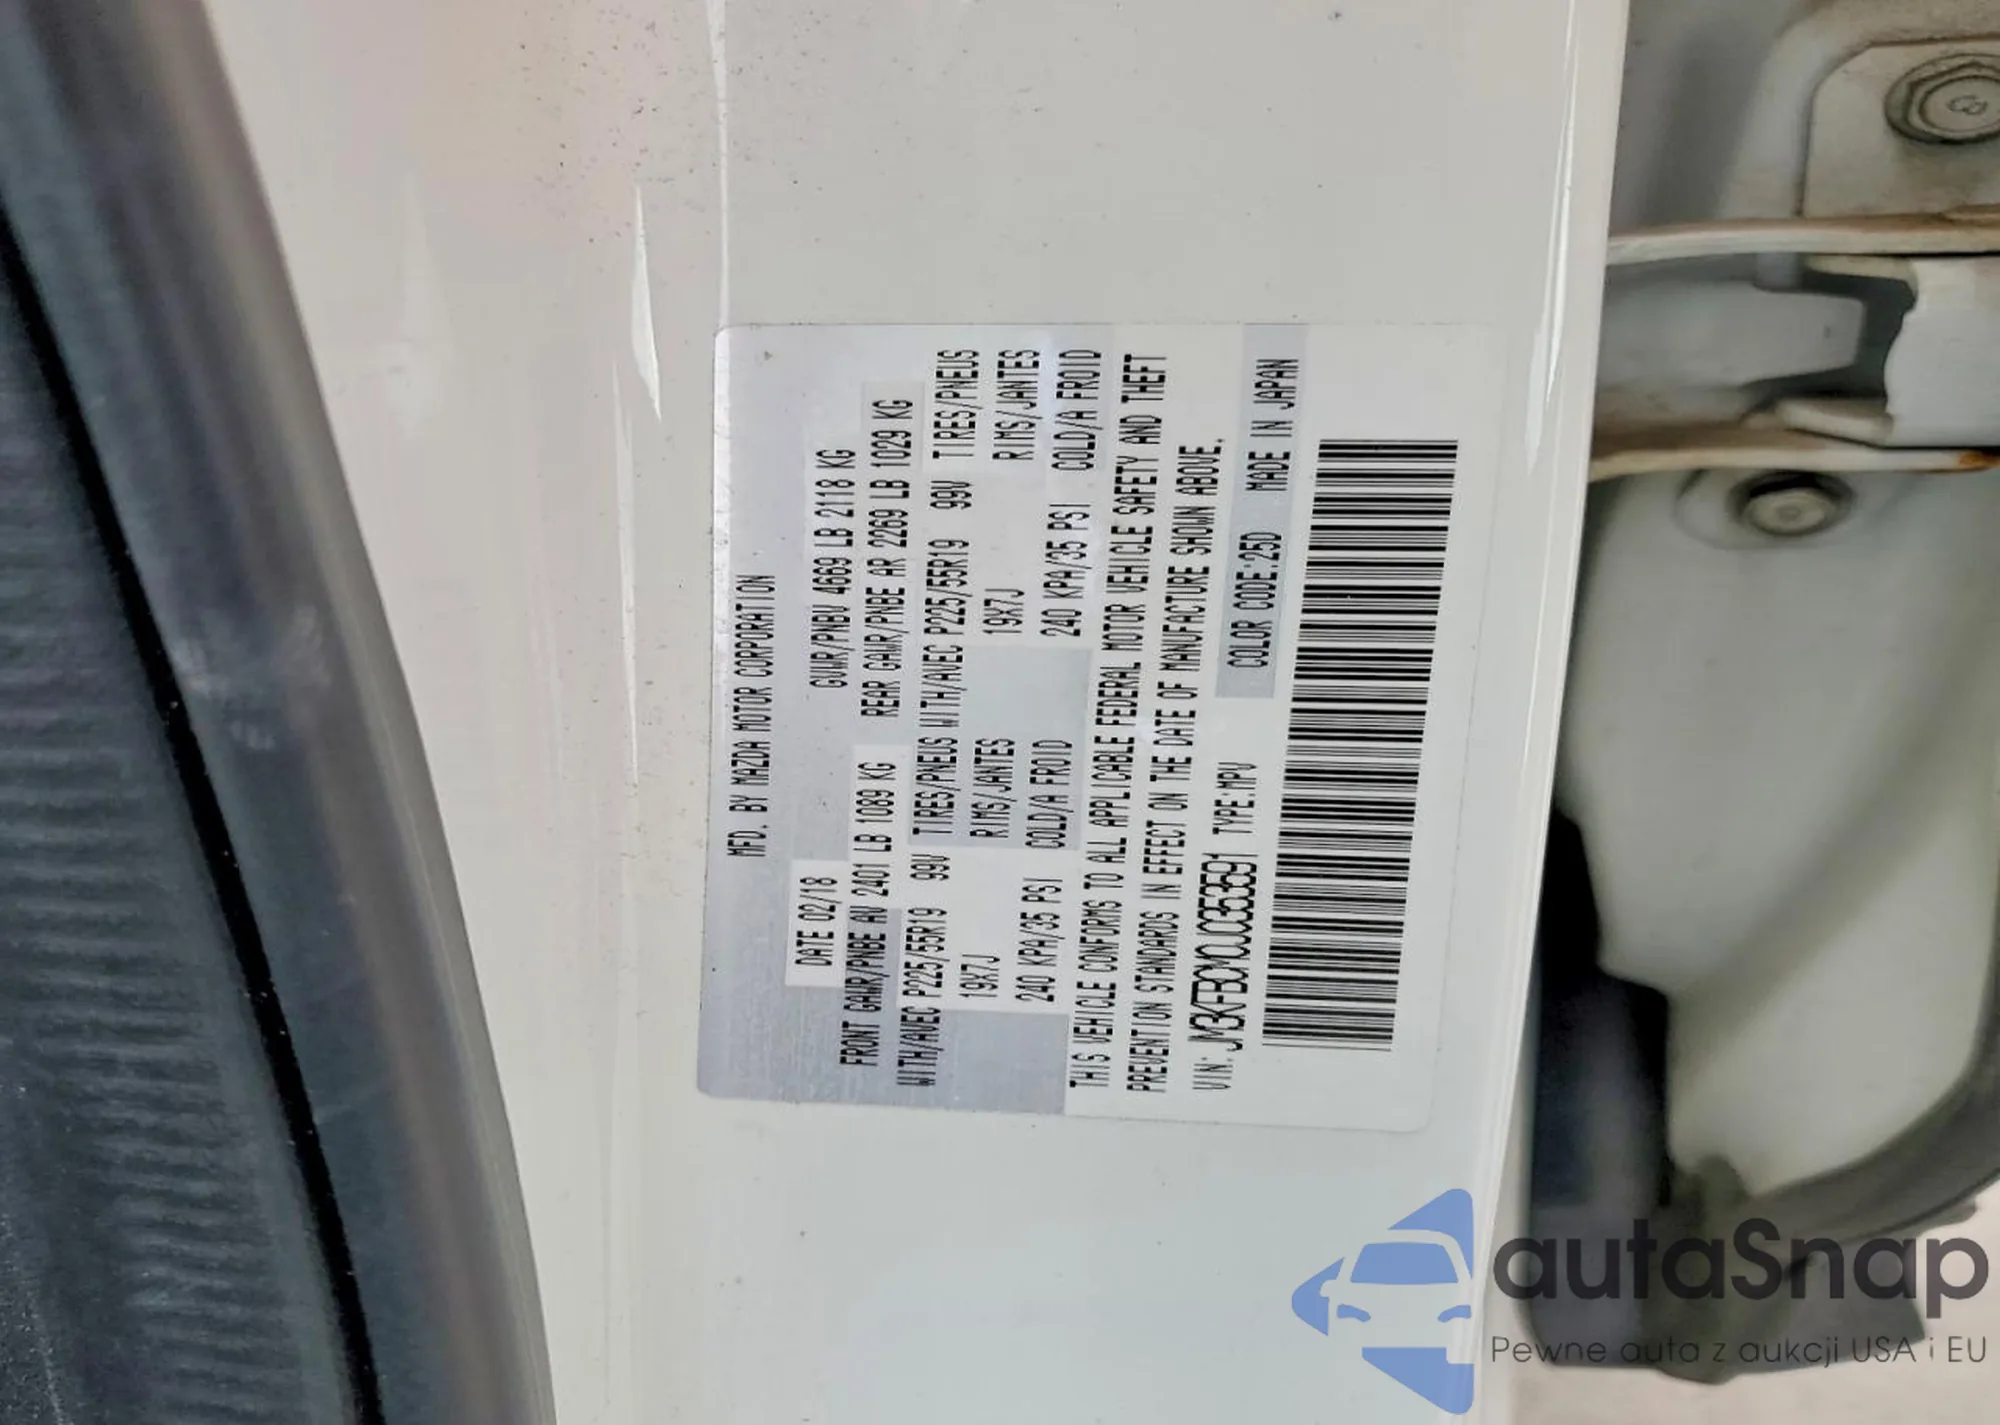 MFD. BY MAZDA MOTOR CORPORATION
DATE 02/18 GVWR/PNBV 4669 LB 2118 KG
FRONT GAWR/PNBE AV 2401 LB 1089 KG REAR GAWR/PNBE AR 2269 LB 1029 KG
WITH/AVEC P225/55R19 99V TIRES/PNEUS WITH/AVEC P225/55R19 99V TIRES/PNEUS
19X7J RIMS/JANTES 19X7J RIMS/JANTES
240 KPA/35 PSI COLD/A FROID 240 KPA/35 PSI COLD/A FROID
THIS VEHICLE CONFORMS TO ALL APPLICABLE FEDERAL MOTOR VEHICLE SAFETY AND THEFT
PREVENTION STANDARDS IN EFFECT ON THE DATE OF MANUFACTURE SHOWN ABOVE.
VIN: JM3KFBCM0J0353591 TYPE:MPV COLOR CODE:25D MADE IN JAPAN
autaSnap
Pewne auta z aukcji USA i EU